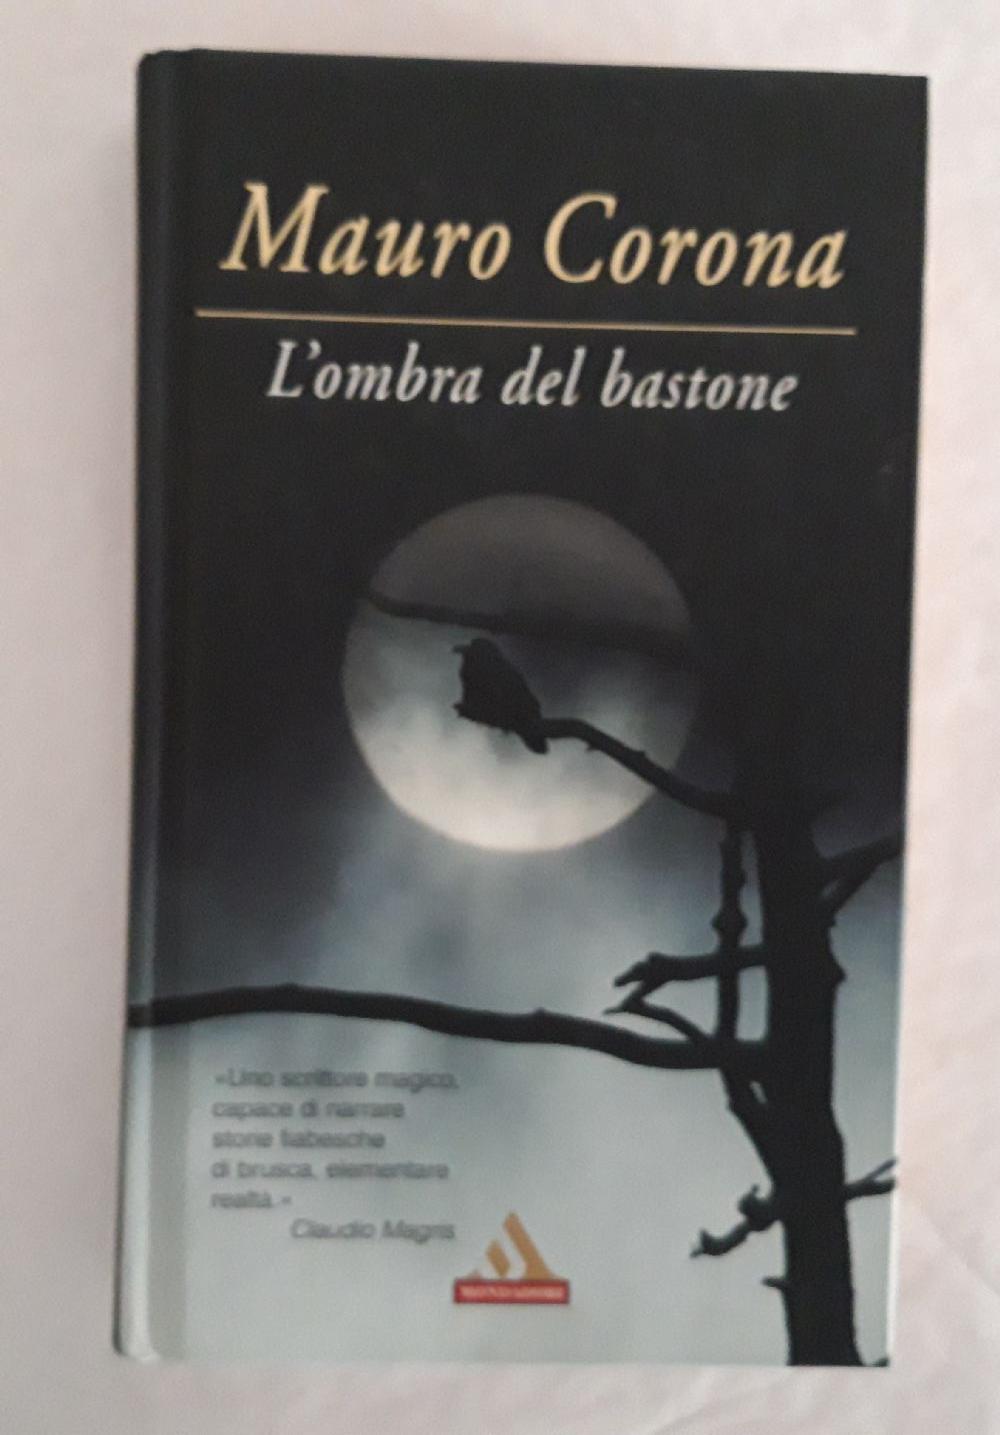 Mauro Corona
L'ombra del bastone
«Uno scrittore magico,
capace di narrare
storie fiabesche
di brusca, elementare
realtà.»
Claudio Magris
MONDADORI